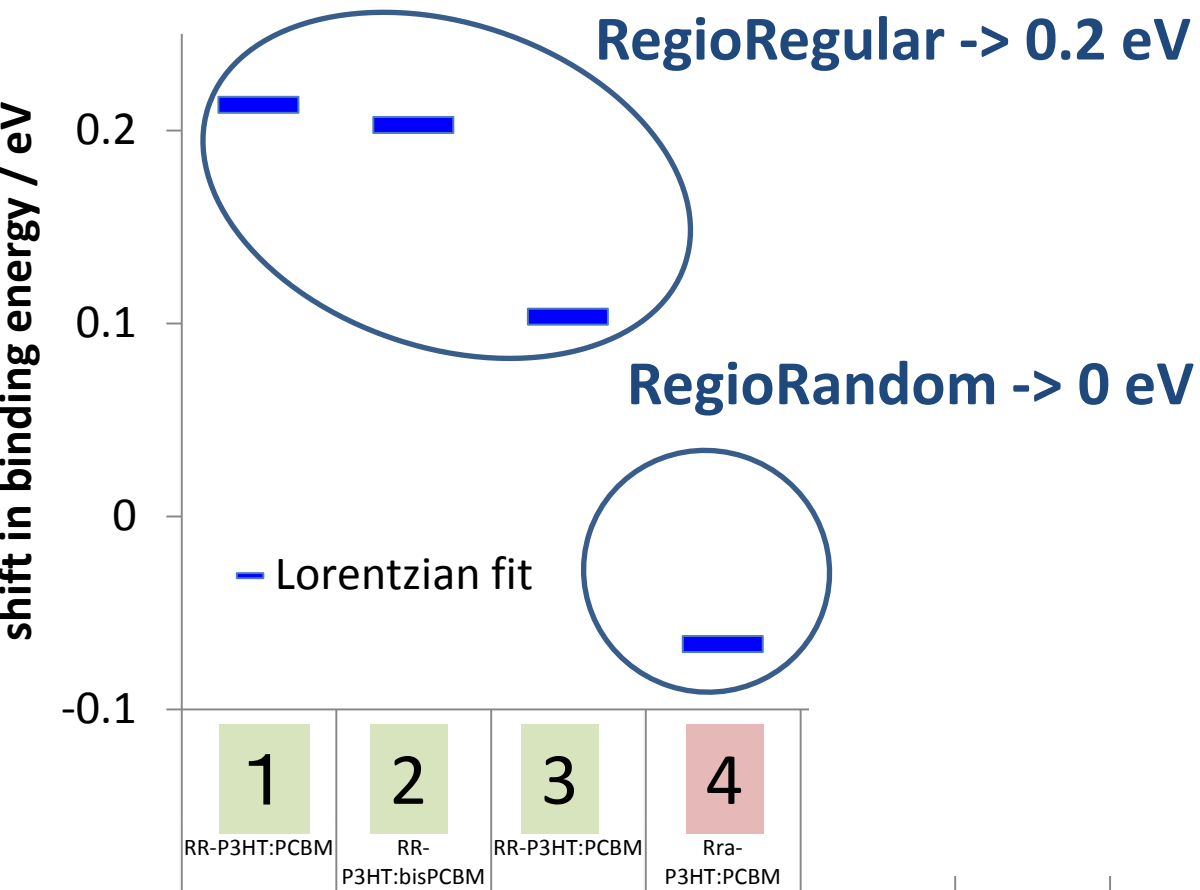 RegioRegular -> 0.2 eV
shift in binding energy / eV
0.2
0.1
RegioRandom -> 0 eV
0
Lorentzian fit
-0.1
1
2
3
4
RR-P3HT:PCBM
RR-
P3HT:bisPCBM
RR-P3HT:PCBM
Rra-
P3HT:PCBM